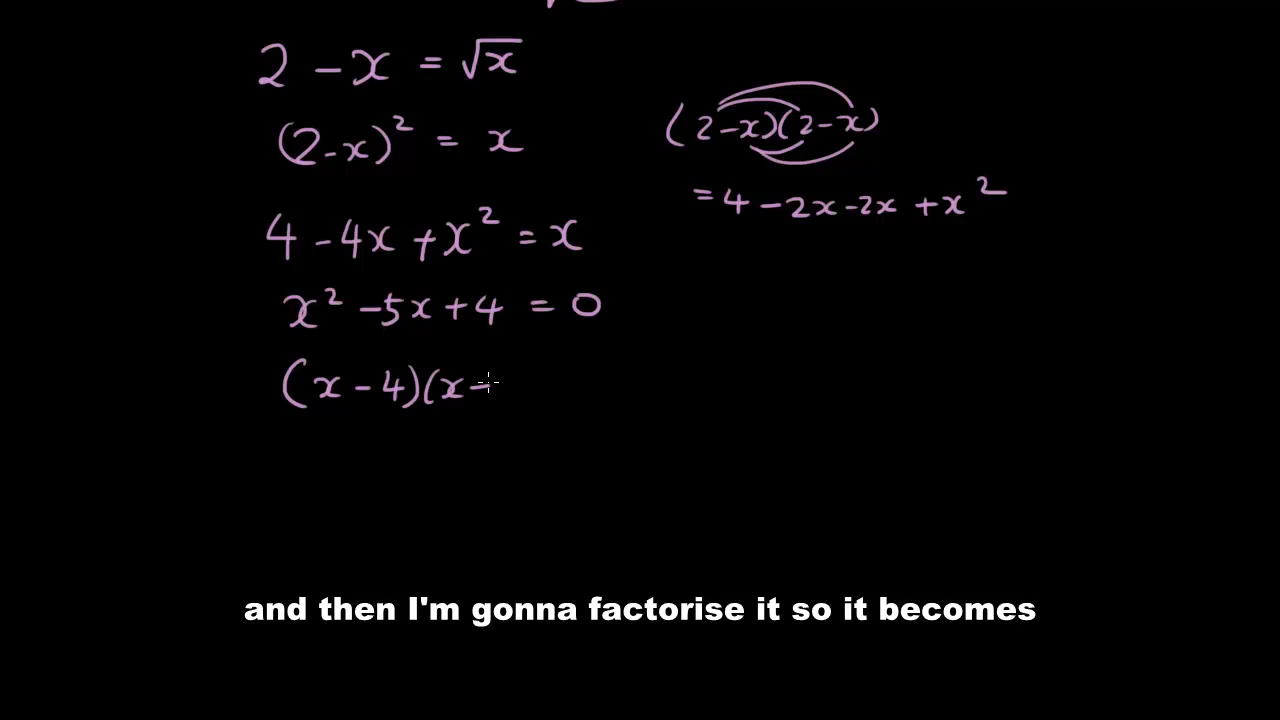 2 - x = √x
(2-x)² = x
(2-x)(2-x)
= 4 - 2x - 2x + x²
4 - 4x + x² = x
x² - 5x + 4 = 0
(x - 4)(x -
and then I'm gonna factorise it so it becomes